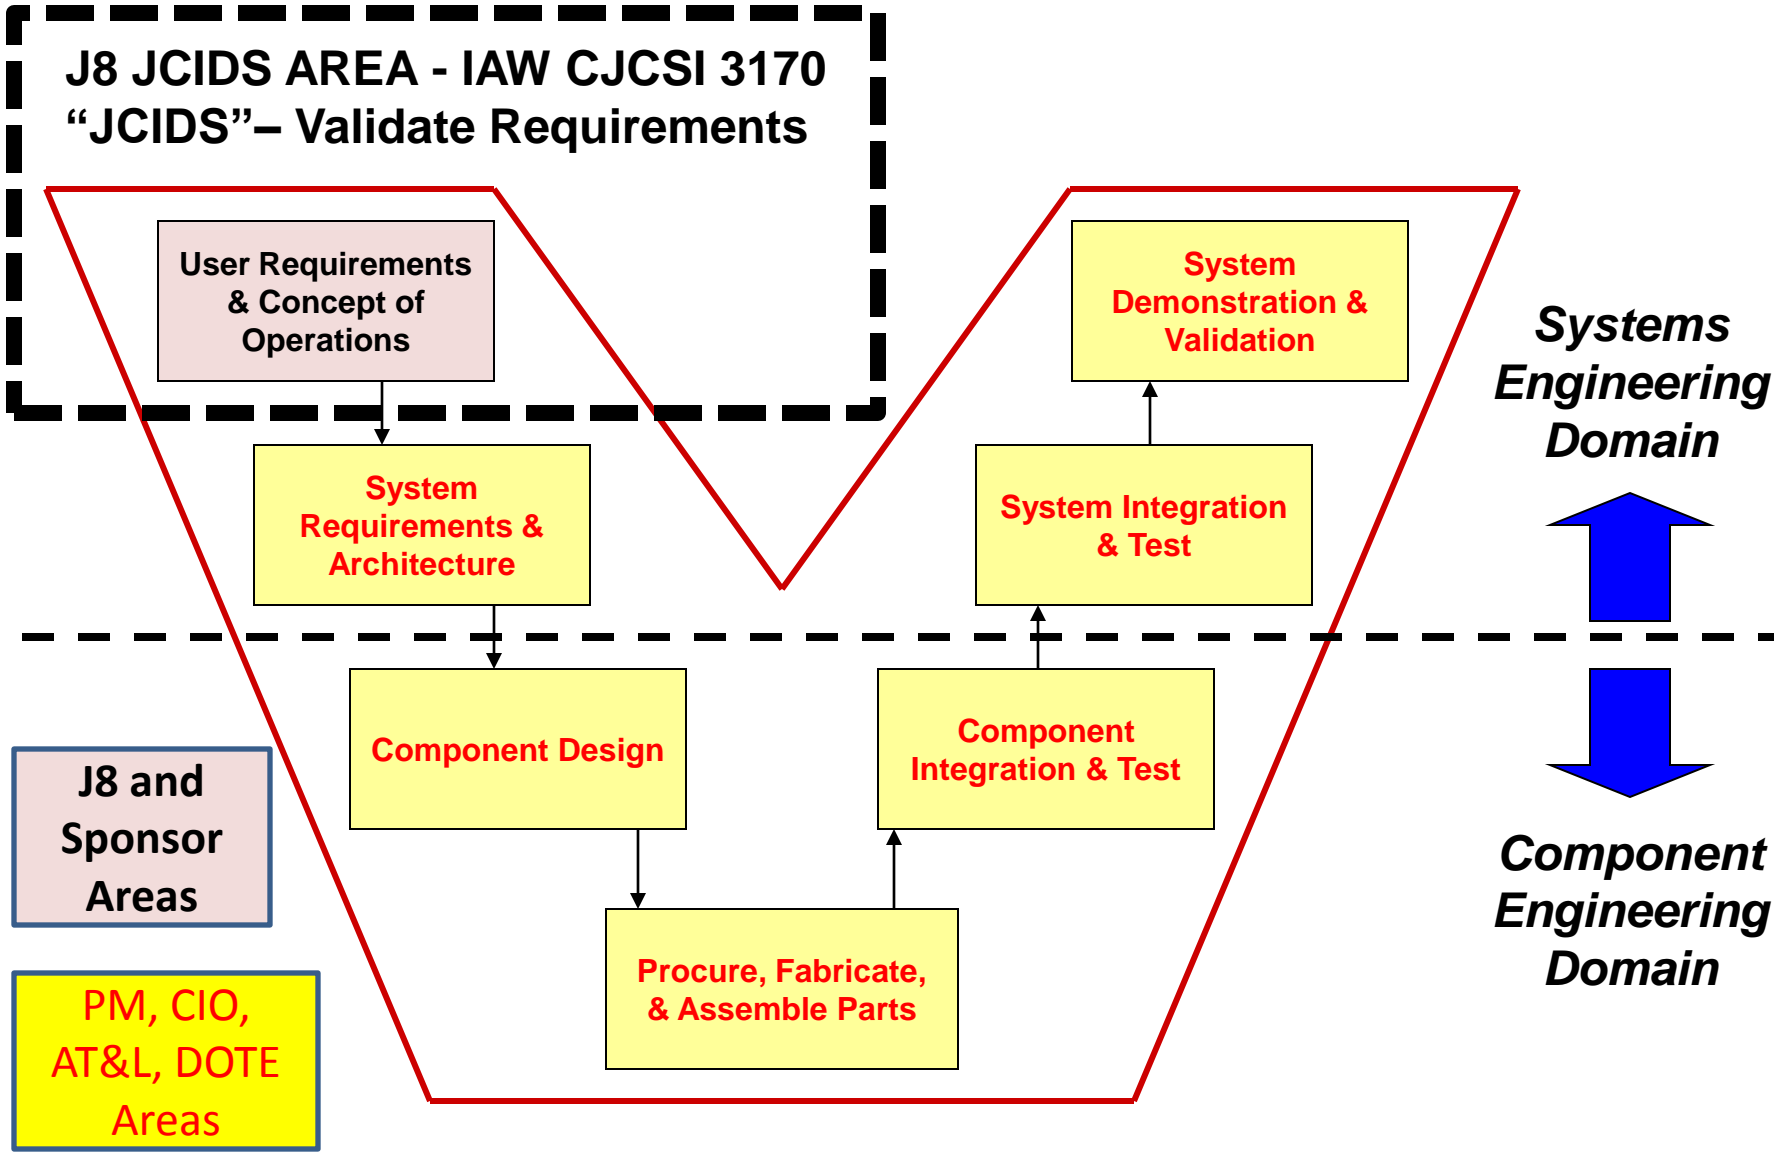 J8 JCIDS AREA - IAW CJCSI 3170
“JCIDS”– Validate Requirements
User Requirements
& Concept of
Operations
System
Demonstration &
Validation
Systems
Engineering
Domain
System
Requirements &
Architecture
System Integration
& Test
Component Design
Component
Integration & Test
J8 and
Sponsor
Areas
Component
Engineering
Domain
Procure, Fabricate,
& Assemble Parts
PM, CIO,
AT&L, DOTE
Areas